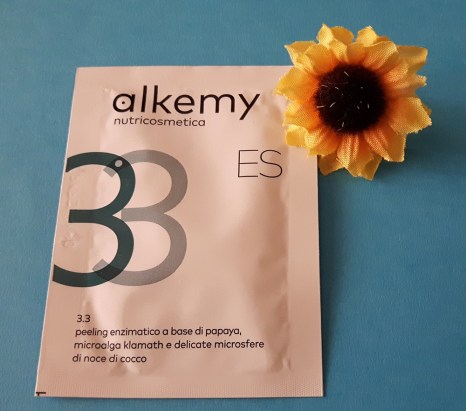 alkemy
nutricosmetica
ES
33
3.3
peeling enzimatico a base di papaya,
microalga klamath e delicate microsfere
di noce di cocco